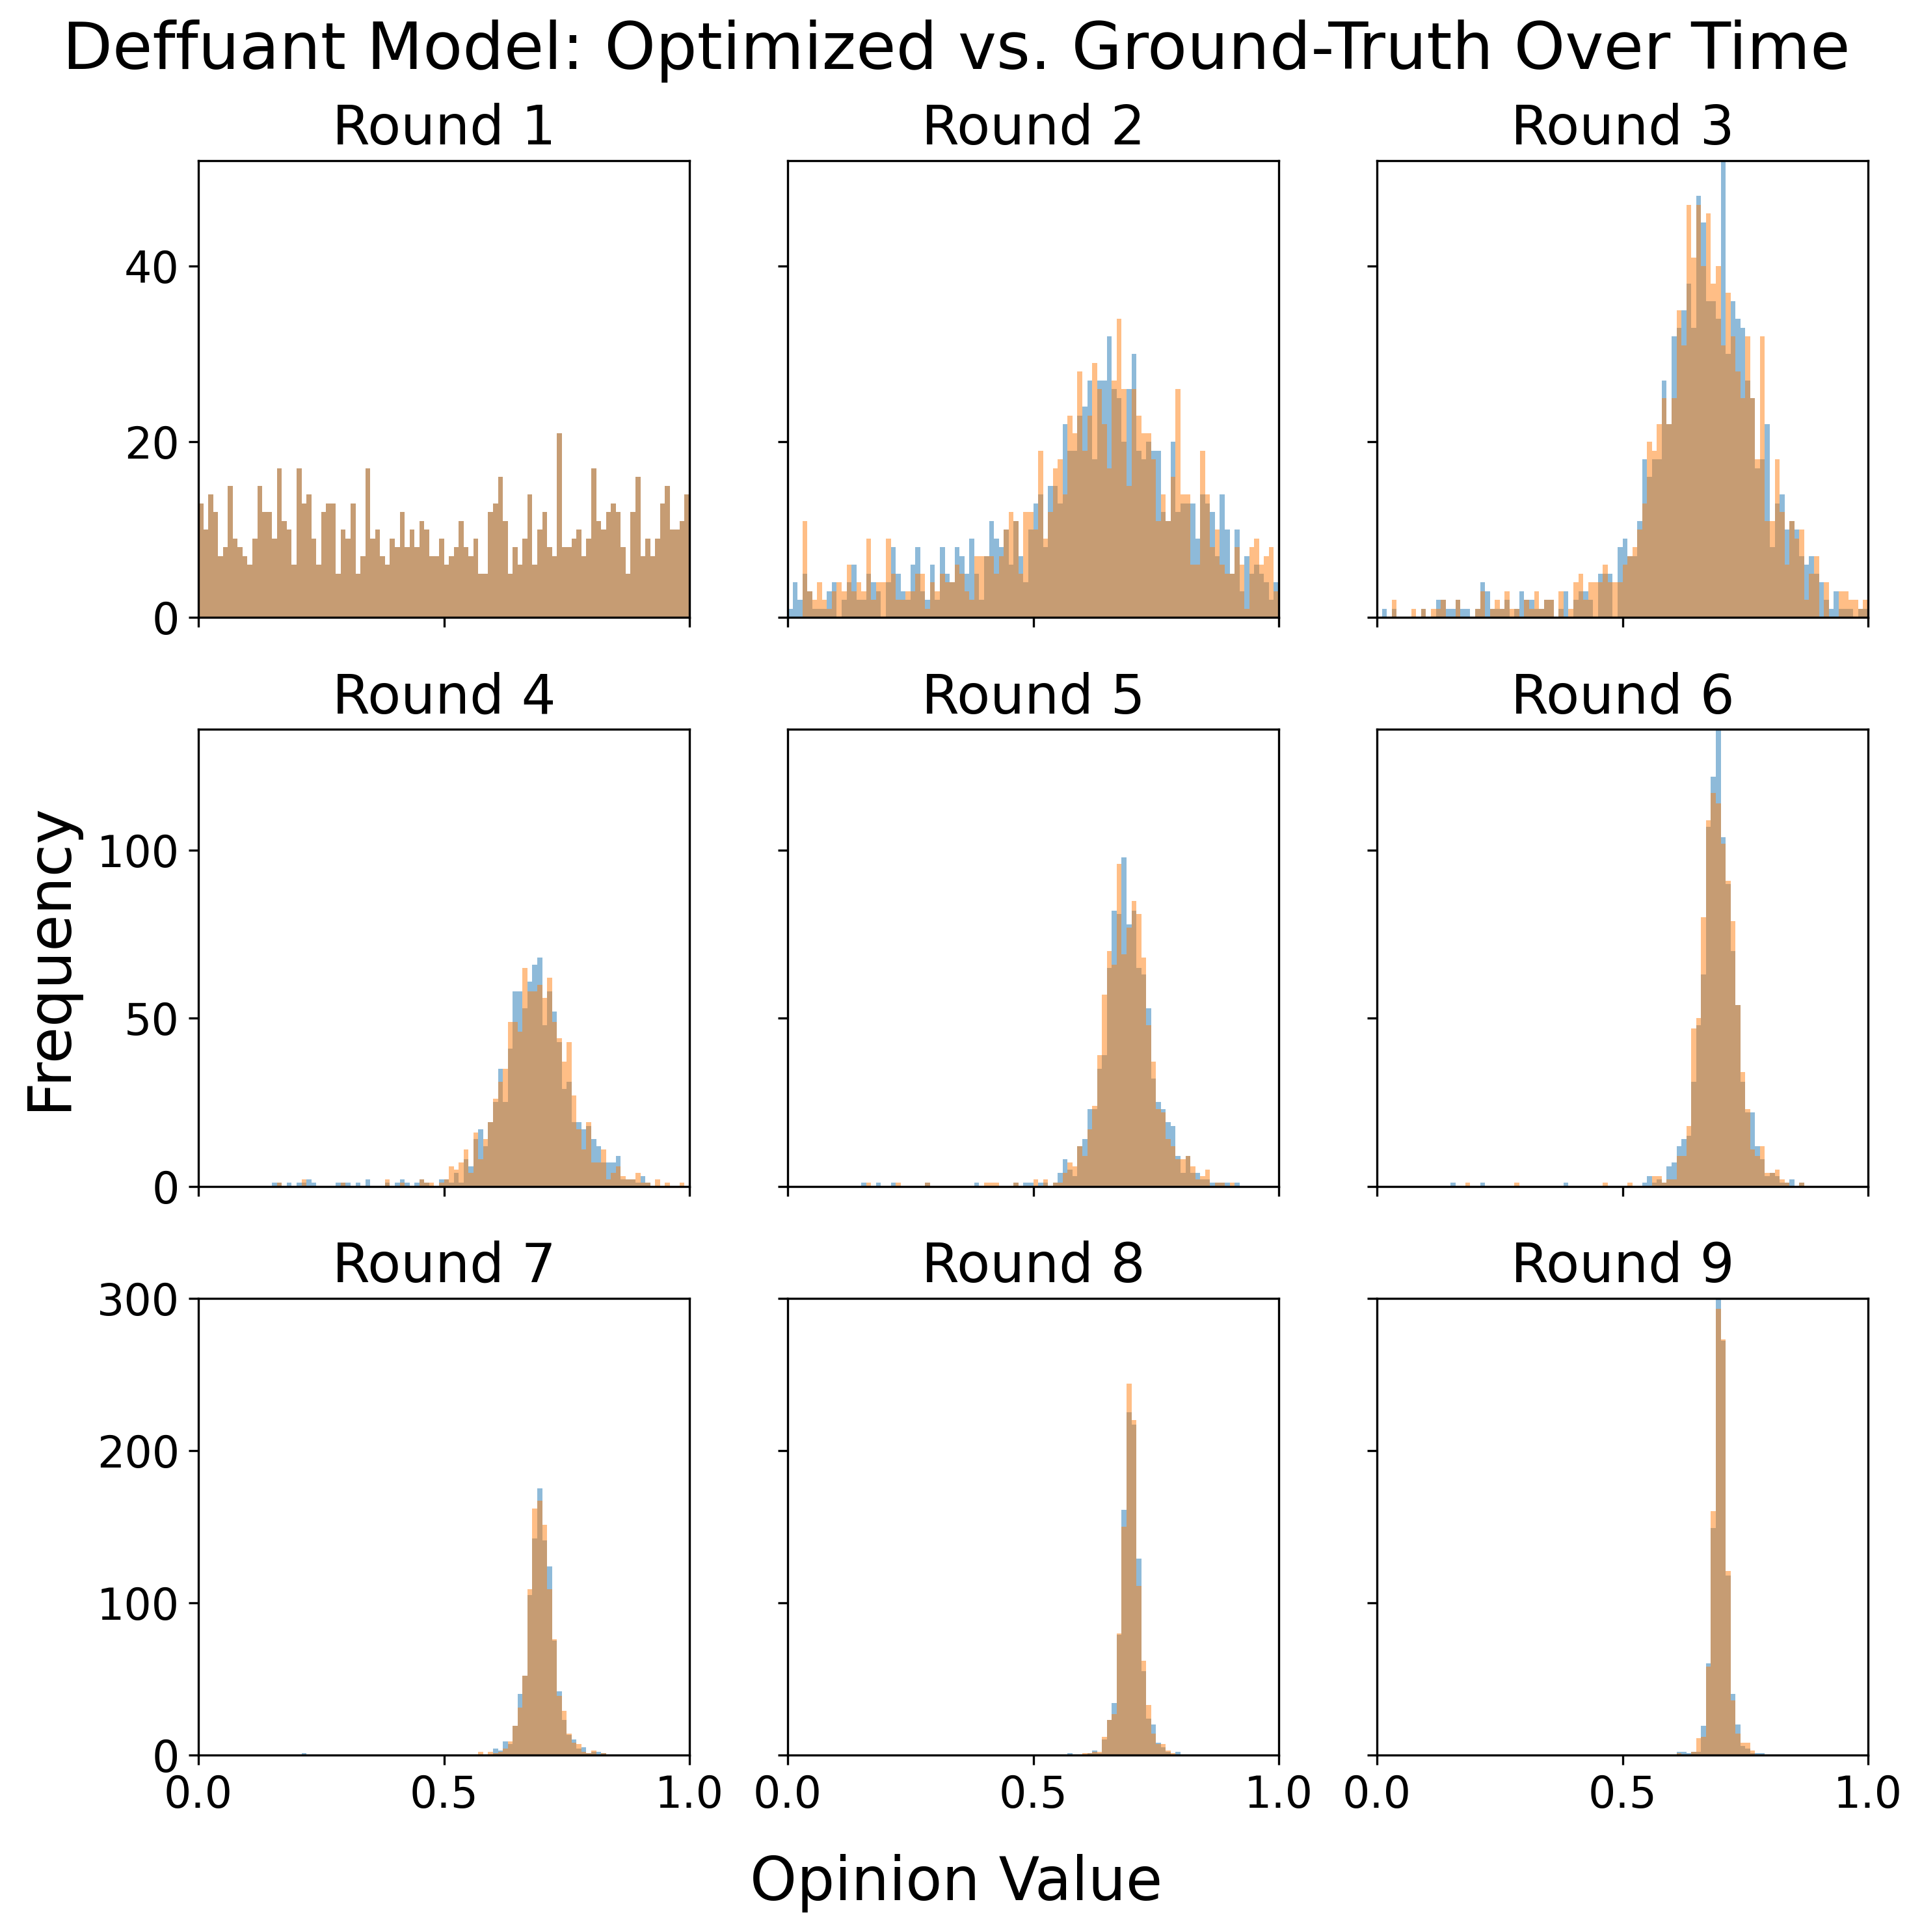 Deffuant Model: Optimized vs. Ground-Truth Over Time
Round 1
Round 2
Round 3
40
20
0
Round 4
Round 5
Round 6
Frequency
100
50
0
Round 7
Round 8
Round 9
300
200
100
0
0.0 0.5 1.0
0.0 0.5 1.0
0.0 0.5 1.0
Opinion Value